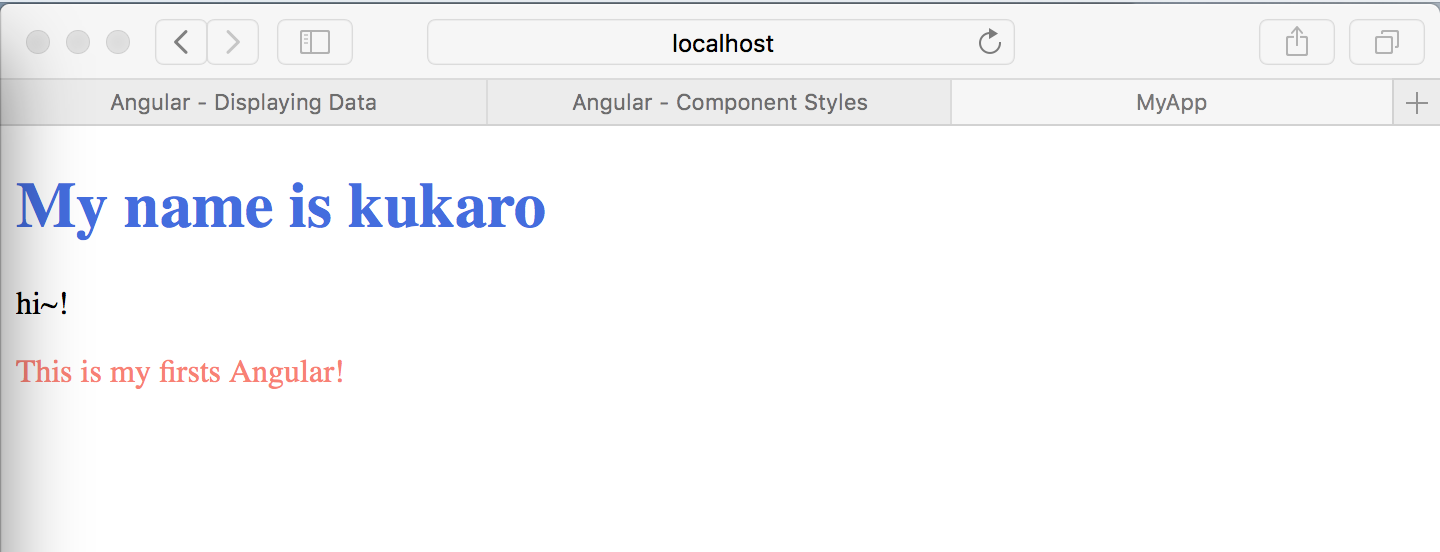 localhost
Angular - Displaying Data
Angular - Component Styles
MyApp
My name is kukaro
hi~!
This is my firsts Angular!